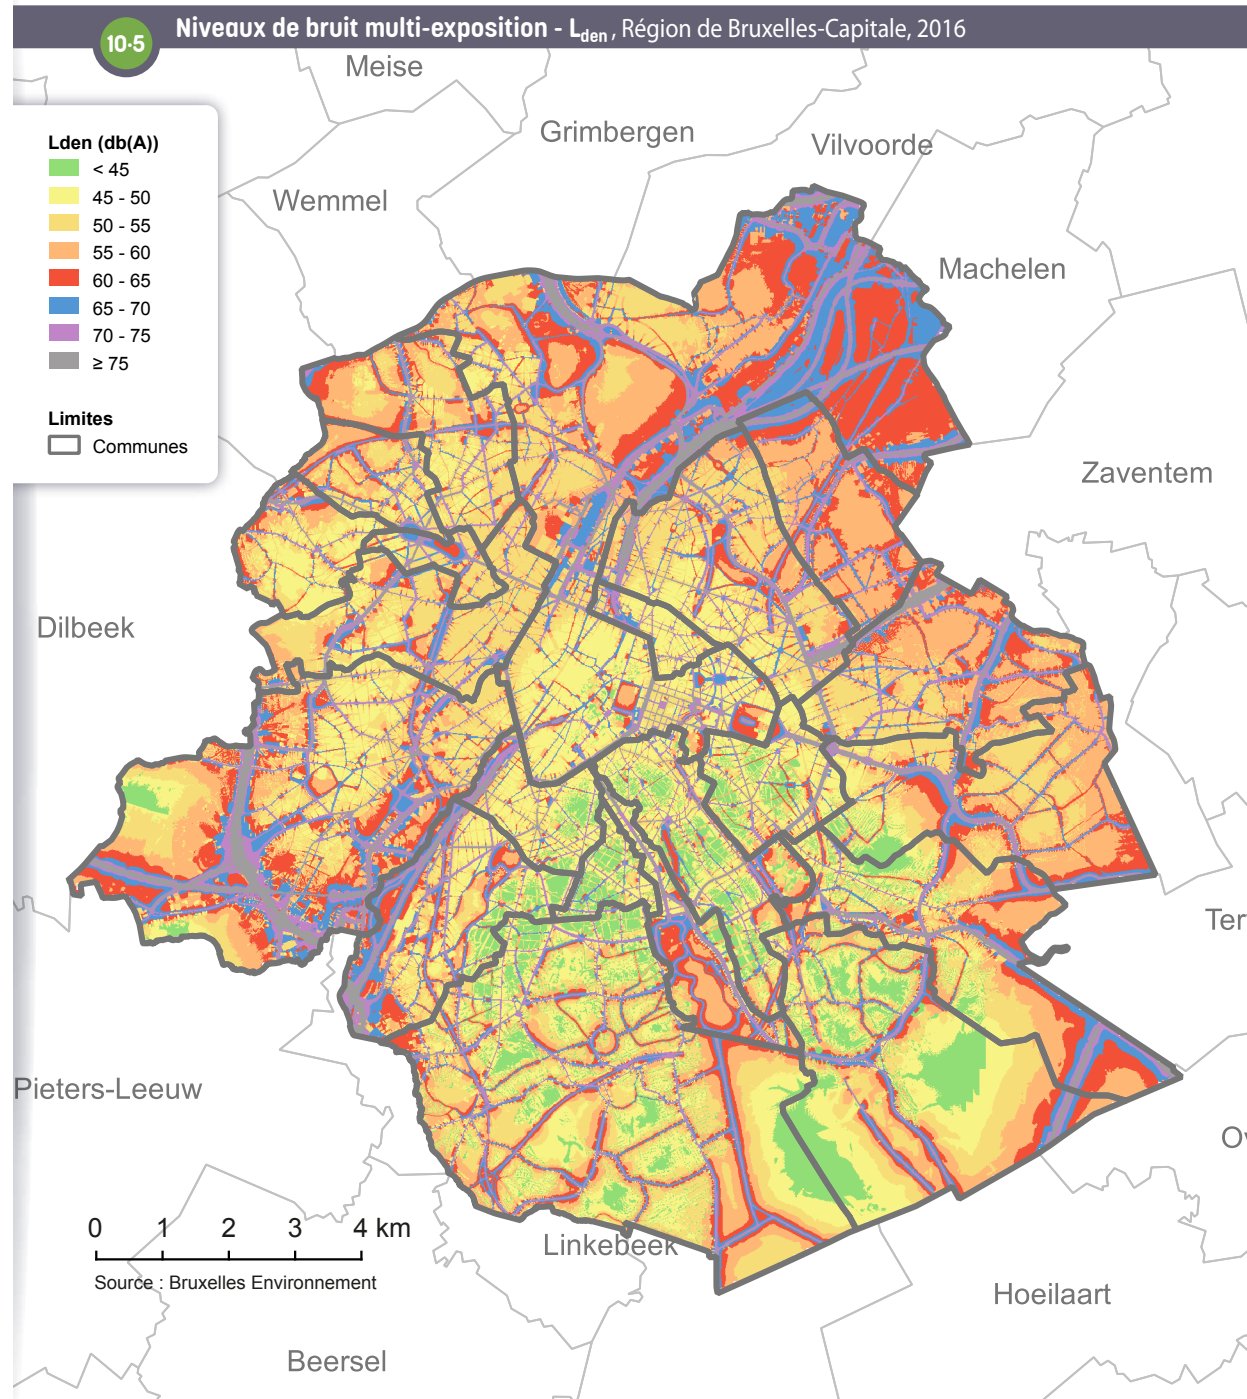 10·5
Niveaux de bruit multi-exposition - Lden, Région de Bruxelles-Capitale, 2016
Meise
Grimbergen
Vilvoorde
Wemmel
Machelen
Zaventem
Dilbeek
Ter
Pieters-Leeuw
Ov
Linkebeek
Hoeilaart
Beersel
Lden (db(A))
< 45
45 - 50
50 - 55
55 - 60
60 - 65
65 - 70
70 - 75
≥ 75
Limites
Communes
0 1 2 3 4 km
Source : Bruxelles Environnement